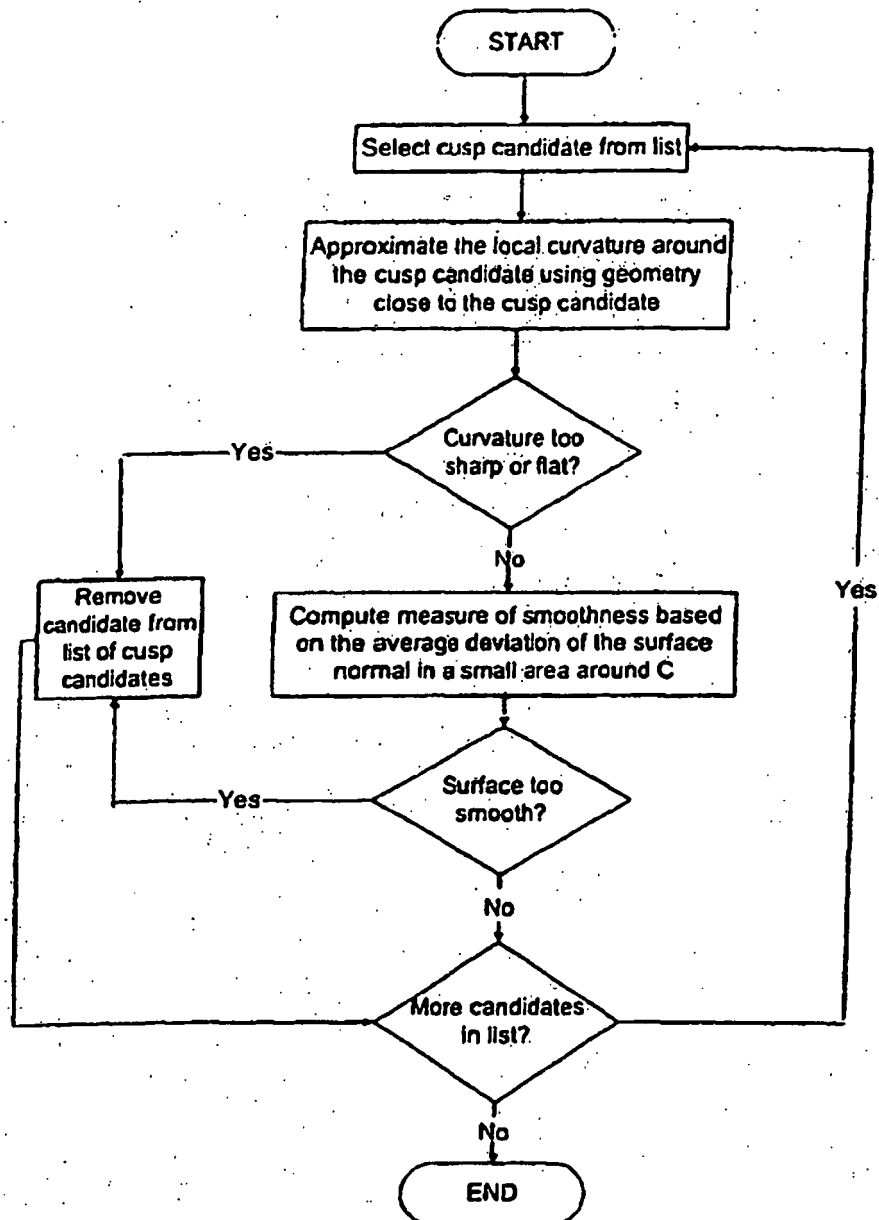 START
Select cusp candidate from list
Approximate the local curvature around
the cusp candidate using geometry
close to the cusp candidate
Curvature too
sharp or flat?
Yes
No
Remove
candidate from
list of cusp
candidates
Compute measure of smoothness based
on the average deviation of the surface
normal in a small area around C
Yes
Surface too
smooth?
Yes
No
More candidates
in list?
No
END